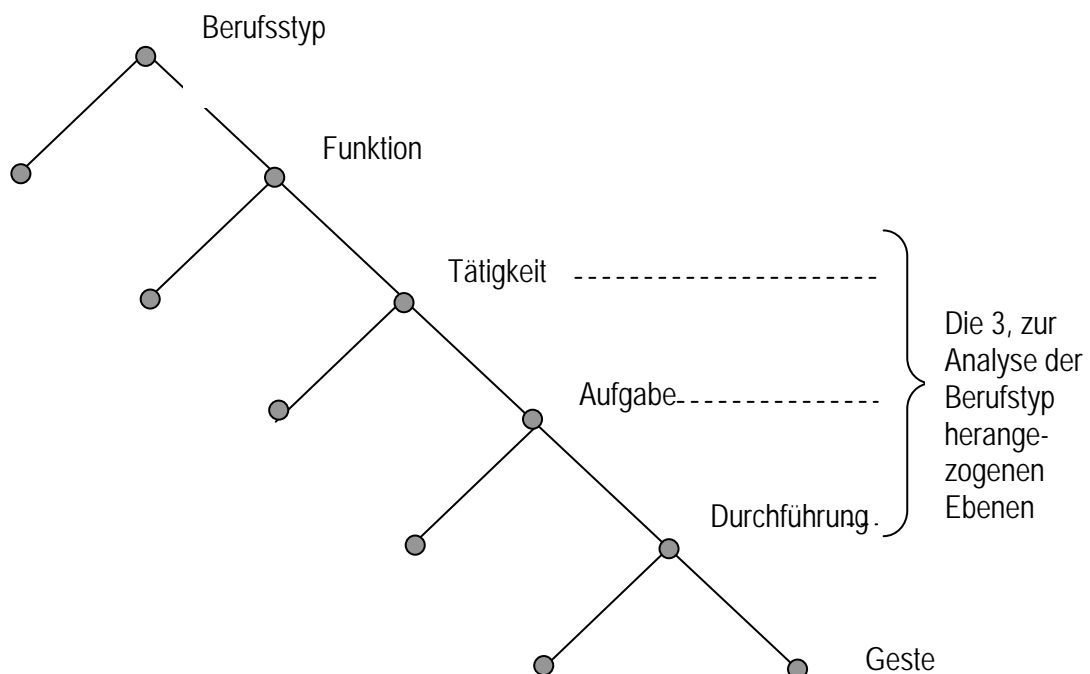 Berufsstyp
Funktion
Tätigkeit
Aufgabe
Durchführung
Geste
Die 3, zur
Analyse der
Berufstyp
herange-
zogenen
Ebenen